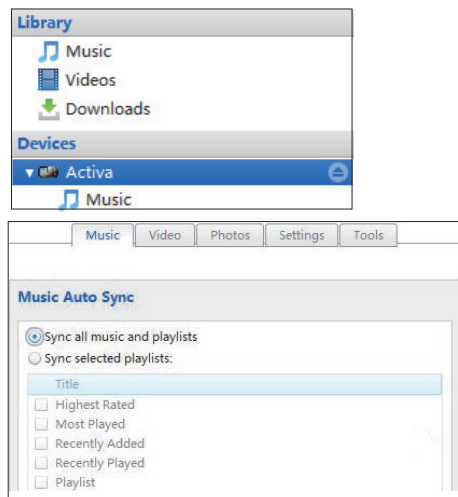 Library
Music
Videos
Downloads
Devices
Activa
Music
Music Video Photos Settings Tools
Music Auto Sync
Sync all music and playlists
Sync selected playlists:
Title
Highest Rated
Most Played
Recently Added
Recently Played
Playlist